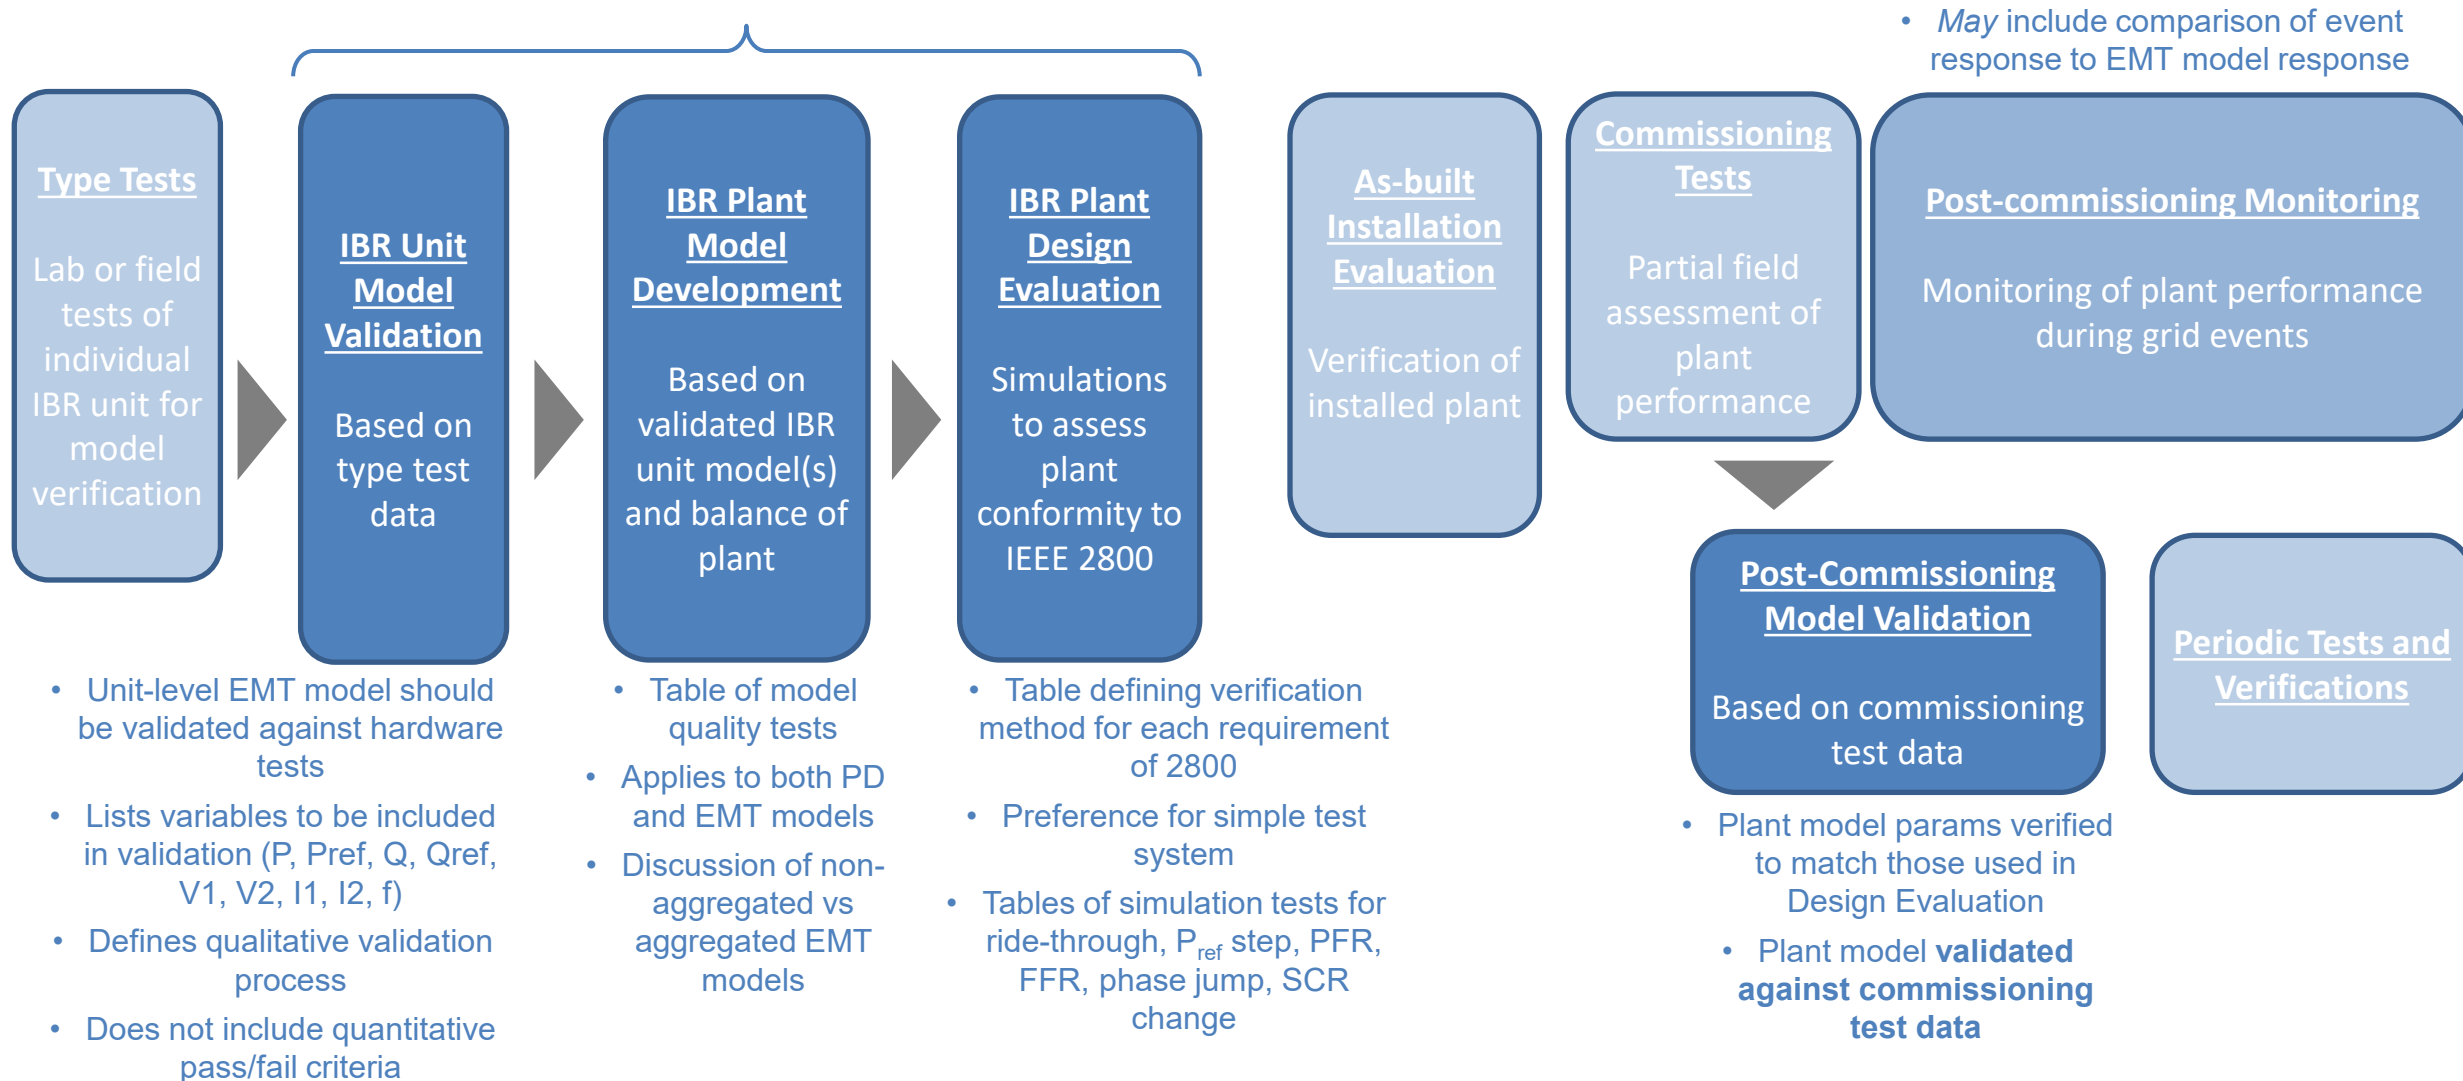 • May include comparison of event
response to EMT model response
Type Tests
Lab or field
tests of
individual
IBR unit for
model
verification
IBR Unit
Model
Validation
Based on
type test
data
IBR Plant
Model
Development
Based on
validated IBR
unit model(s)
and balance of
plant
IBR Plant
Design
Evaluation
Simulations
to assess
plant
conformity to
IEEE 2800
As-built
Installation
Evaluation
Verification of
installed plant
Commissioning
Tests
Partial field
assessment of
plant
performance
Post-commissioning Monitoring
Monitoring of plant performance
during grid events
Post-Commissioning
Model Validation
Based on commissioning
test data
Periodic Tests and
Verifications
• Unit-level EMT model should
be validated against hardware
tests
• Lists variables to be included
in validation (P, Pref, Q, Qref,
V1, V2, I1, I2, f)
• Defines qualitative validation
process
• Does not include quantitative
pass/fail criteria
• Table of model
quality tests
• Applies to both PD
and EMT models
• Discussion of non-
aggregated vs
aggregated EMT
models
• Table defining verification
method for each requirement
of 2800
• Preference for simple test
system
• Tables of simulation tests for
ride-through, Pref step, PFR,
FFR, phase jump, SCR
change
• Plant model params verified
to match those used in
Design Evaluation
• Plant model validated
against commissioning
test data